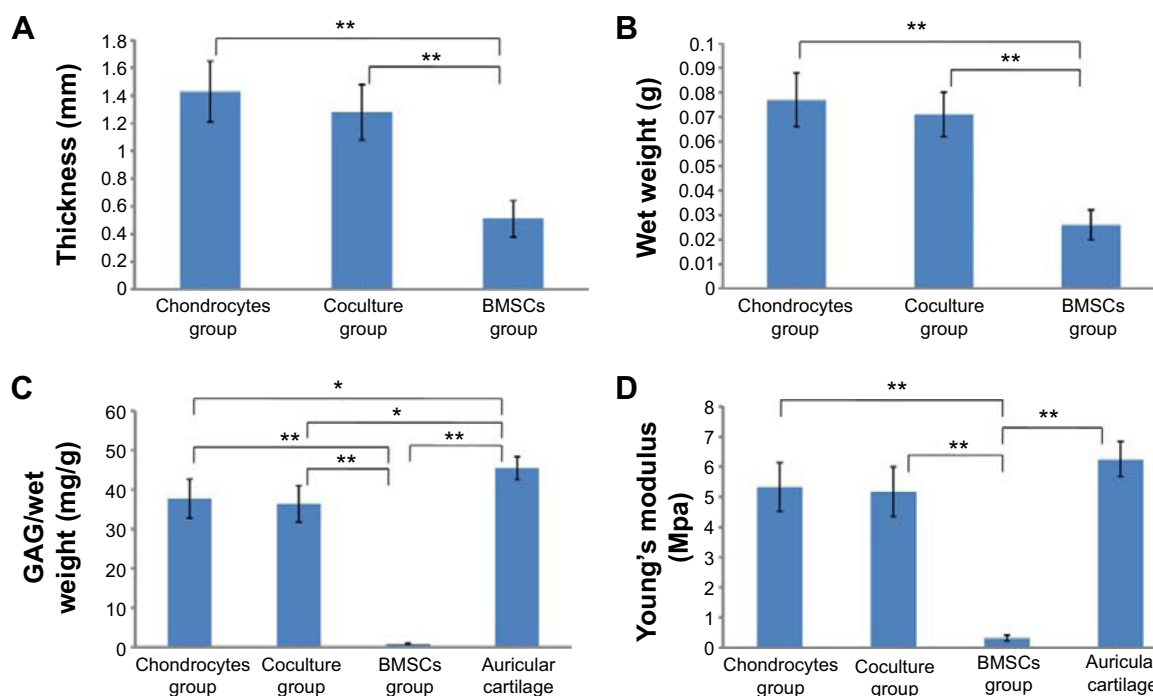 A
Thickness (mm)
1.8
1.6
1.4
1.2
1
0.8
0.6
0.4
0.2
0
**
**
Chondrocytes
group
Coculture
group
BMSCs
group
B
Wet weight (g)
0.1
0.09
0.08
0.07
0.06
0.05
0.04
0.03
0.02
0.01
0
**
**
Chondrocytes
group
Coculture
group
BMSCs
group
C
GAG/wet
weight (mg/g)
60
50
40
30
20
10
0
*
*
**
**
**
Chondrocytes
group
Coculture
group
BMSCs
group
Auricular
cartilage
D
Young's modulus
(Mpa)
8
7
6
5
4
3
2
1
0
**
**
**
Chondrocytes
group
Coculture
group
BMSCs
group
Auricular
cartilage